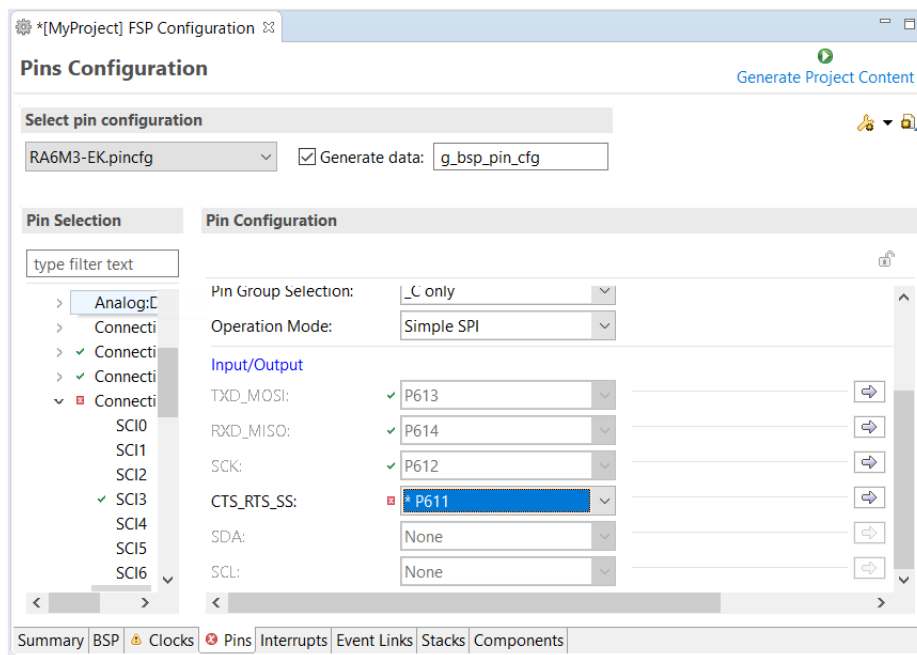 *[MyProject] FSP Configuration
Pins Configuration
Generate Project Content
Select pin configuration
RA6M3-EK.pincfg
Generate data: g_bsp_pin_cfg
Pin Selection
Pin Configuration
type filter text
Analog:D
Connecti
Connecti
Connecti
Connecti
SCI0
SCI1
SCI2
SCI3
SCI4
SCI5
SCI6
Pin Group Selection: _C only
Operation Mode: Simple SPI
Input/Output
TXD_MOSI: P613
RXD_MISO: P614
SCK: P612
CTS_RTS_SS: * P611
SDA: None
SCL: None
Summary BSP Clocks Pins Interrupts Event Links Stacks Components